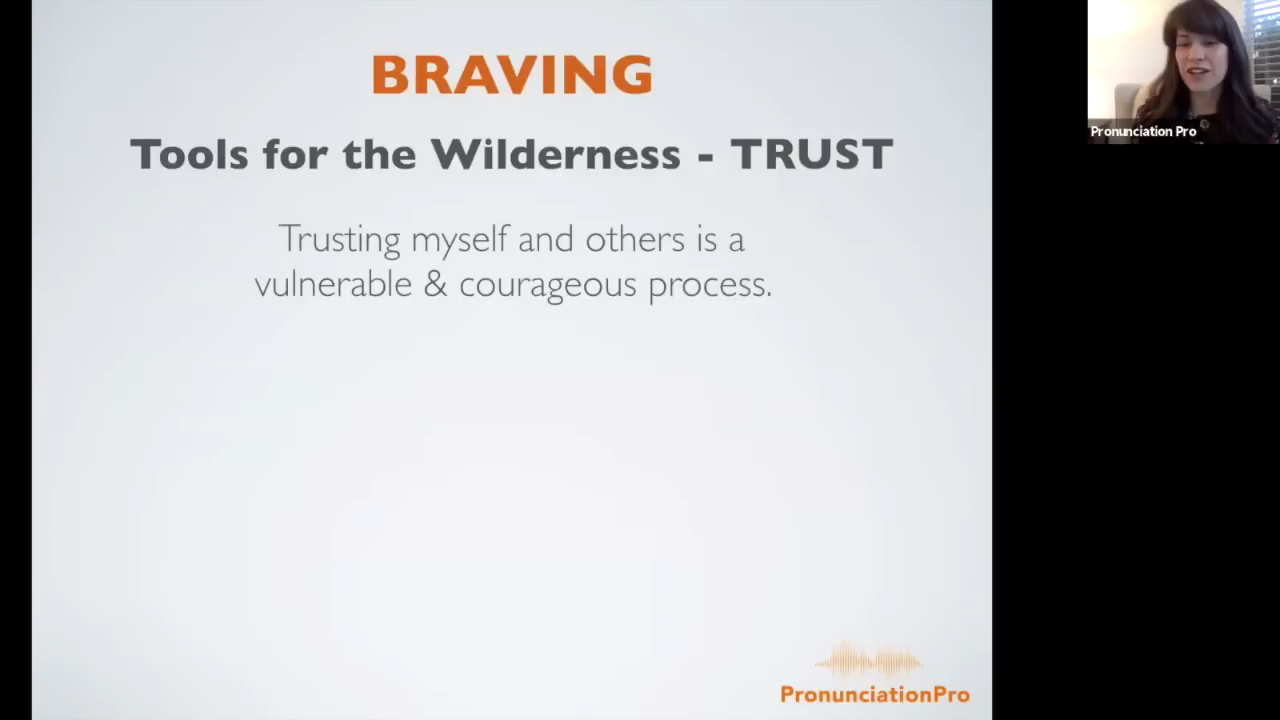 BRAVING
Tools for the Wilderness - TRUST
Trusting myself and others is a
vulnerable & courageous process.
Pronunciation Pro
PronunciationPro